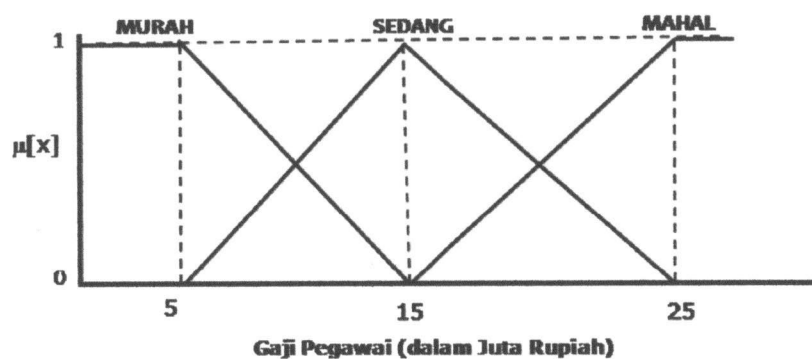 MURAH SEDANG MAHAL
1
μ[x]
0
5 15 25
Gaji Pegawai (dalam Juta Rupiah)